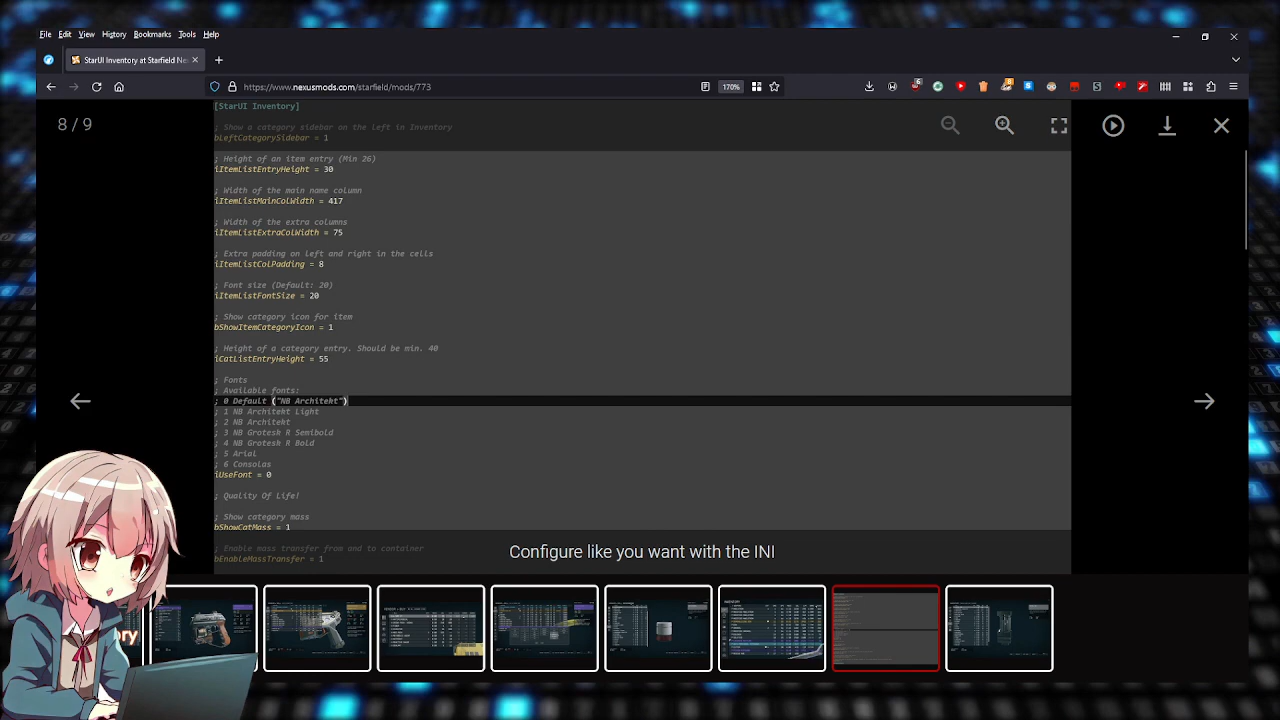 File Edit View History Bookmarks Tools Help
StarUI Inventory at Starfield Ne
https://www.nexusmods.com/starfield/mods/773
170%
6
8
8 / 9
[StarUI Inventory]
; Show a category sidebar on the left in Inventory
bLeftCategorySidebar = 1
; Height of an item entry (Min 26)
iItemListEntryHeight = 30
; Width of the main name column
iItemListMainColWidth = 417
; Width of the extra columns
iItemListExtraColWidth = 75
; Extra padding on left and right in the cells
iItemListColPadding = 8
; Font size (Default: 20)
iItemListFontSize = 20
; Show category icon for item
bShowItemCategoryIcon = 1
; Height of a category entry. Should be min. 40
iCatListEntryHeight = 55
; Fonts
; Available fonts:
; 0 Default ("NB Architekt")
; 1 NB Architekt Light
; 2 NB Architekt
; 3 NB Grotesk R Semibold
; 4 NB Grotesk R Bold
; 5 Arial
; 6 Consolas
iUseFont = 0
; Quality Of Life!
; Show category mass
bShowCatMass = 1
; Enable mass transfer from and to container
bEnableMassTransfer = 1
Configure like you want with the INI